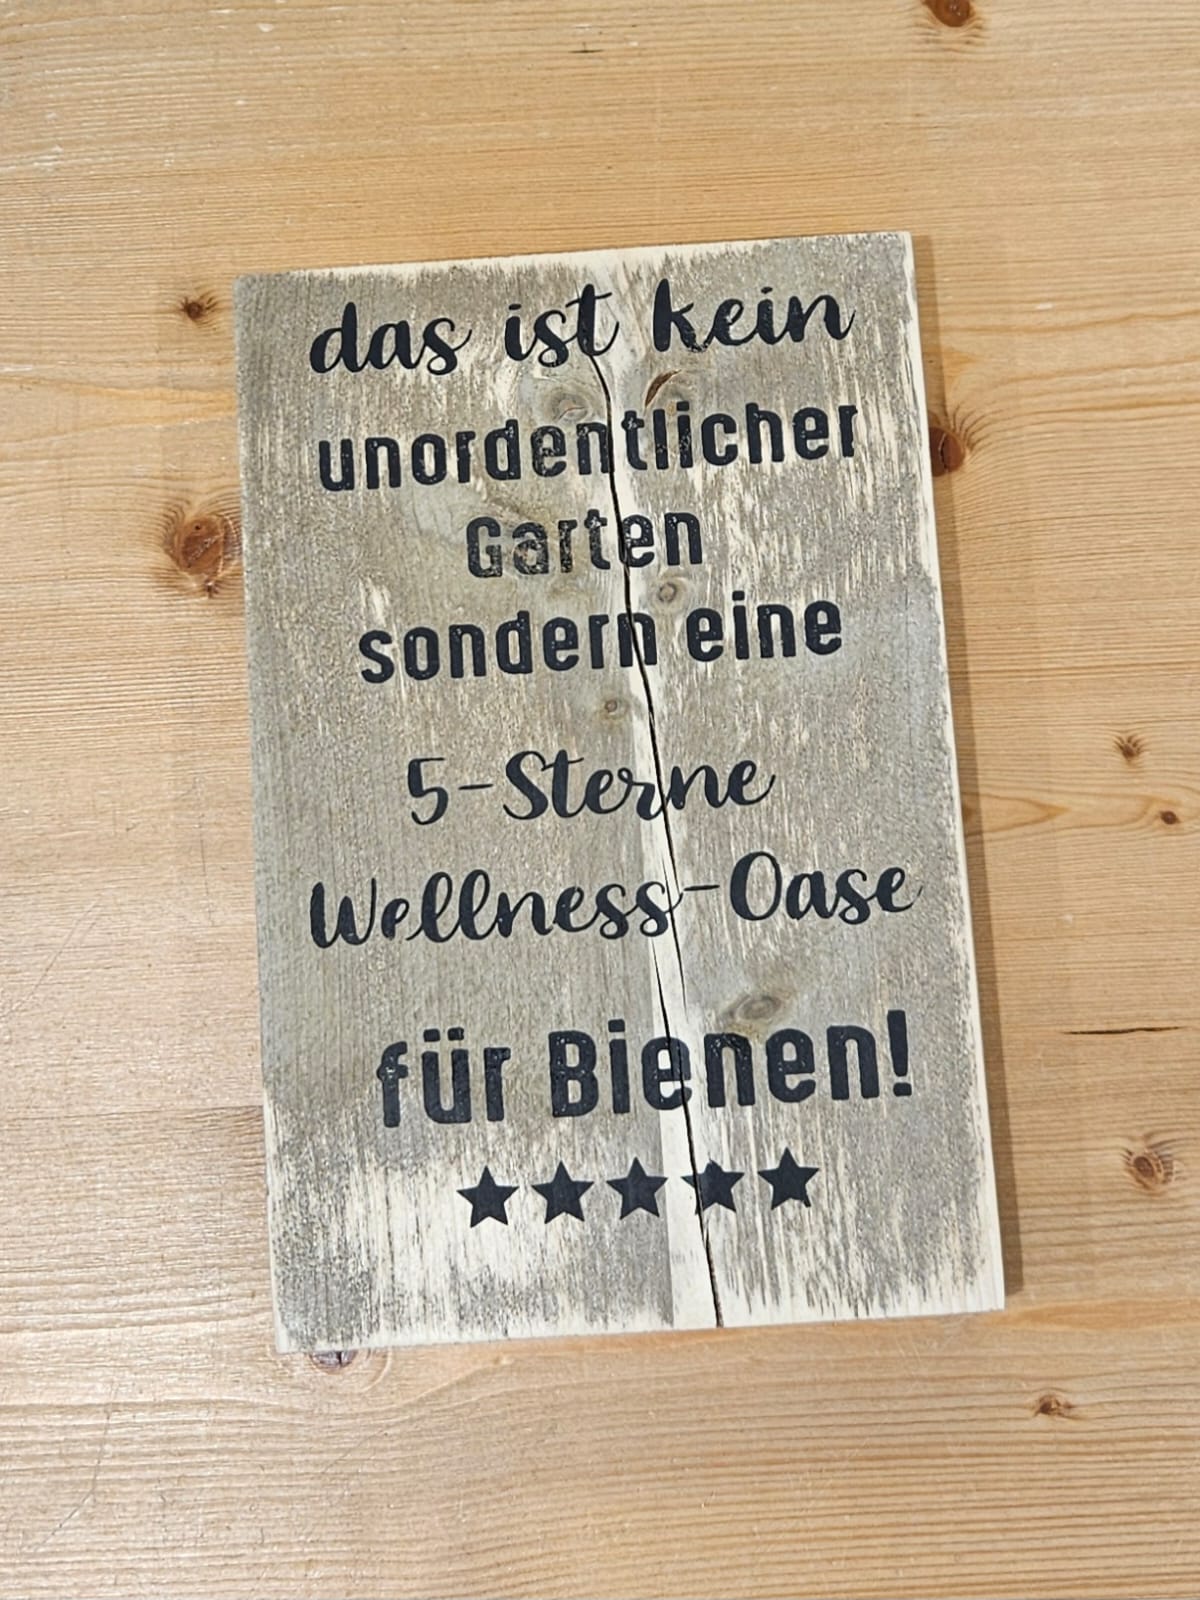 das ist kein
unordentlicher
Garten
sondern eine
5-Sterne
Wellness-Oase
für Bienen!